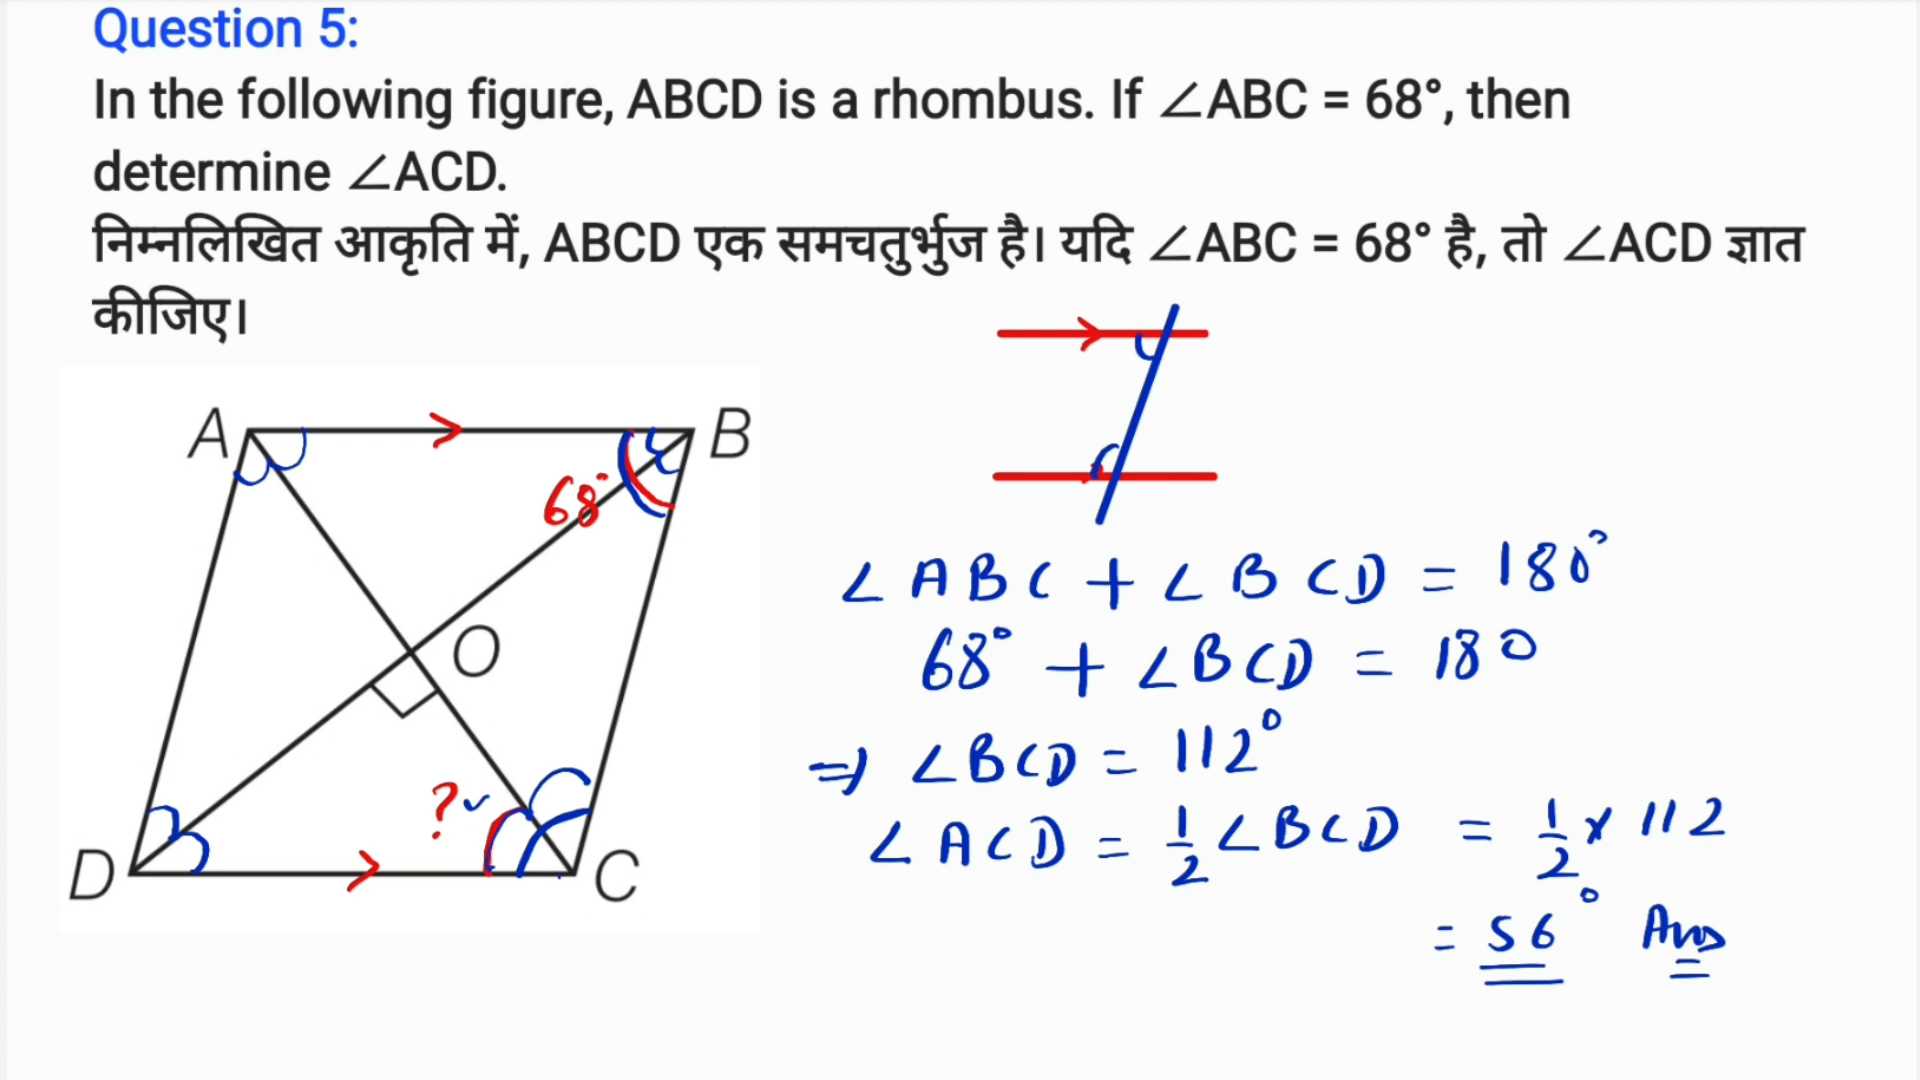 Question 5:
In the following figure, ABCD is a rhombus. If ∠ABC = 68°, then
determine ∠ACD.
निम्नलिखित आकृति में, ABCD एक समचतुर्भुज है। यदि ∠ABC = 68° है, तो ∠ACD ज्ञात
कीजिए।
A
B
68°
O
?
D
C
∠ABC + ∠BCD = 180°
68° + ∠BCD = 180
⇒ ∠BCD = 112°
∠ACD = 1/2 ∠BCD = 1/2 × 112
= 56° Ans